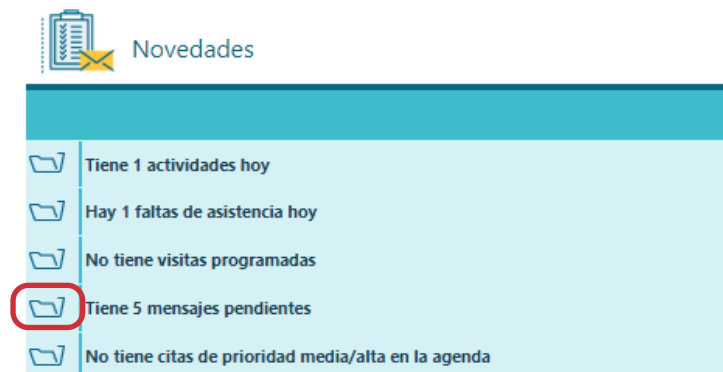 Novedades
Tiene 1 actividades hoy
Hay 1 faltas de asistencia hoy
No tiene visitas programadas
Tiene 5 mensajes pendientes
No tiene citas de prioridad media/alta en la agenda